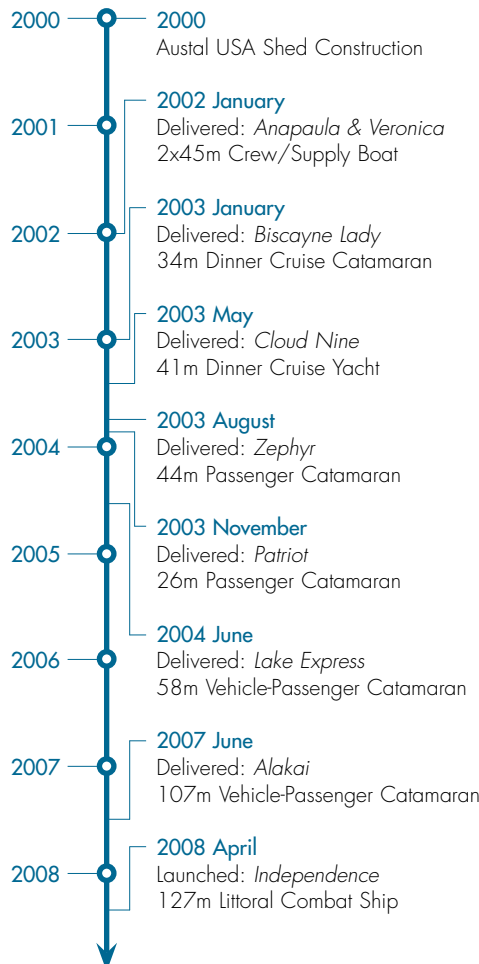 2000
2000
Austal USA Shed Construction
2002 January
2001
Delivered: Anapaula & Veronica
2x45m Crew/Supply Boat
2003 January
2002
Delivered: Biscayne Lady
34m Dinner Cruise Catamaran
2003 May
2003
Delivered: Cloud Nine
41m Dinner Cruise Yacht
2003 August
2004
Delivered: Zephyr
44m Passenger Catamaran
2003 November
2005
Delivered: Patriot
26m Passenger Catamaran
2004 June
2006
Delivered: Lake Express
58m Vehicle-Passenger Catamaran
2007 June
2007
Delivered: Alakai
107m Vehicle-Passenger Catamaran
2008 April
2008
Launched: Independence
127m Littoral Combat Ship